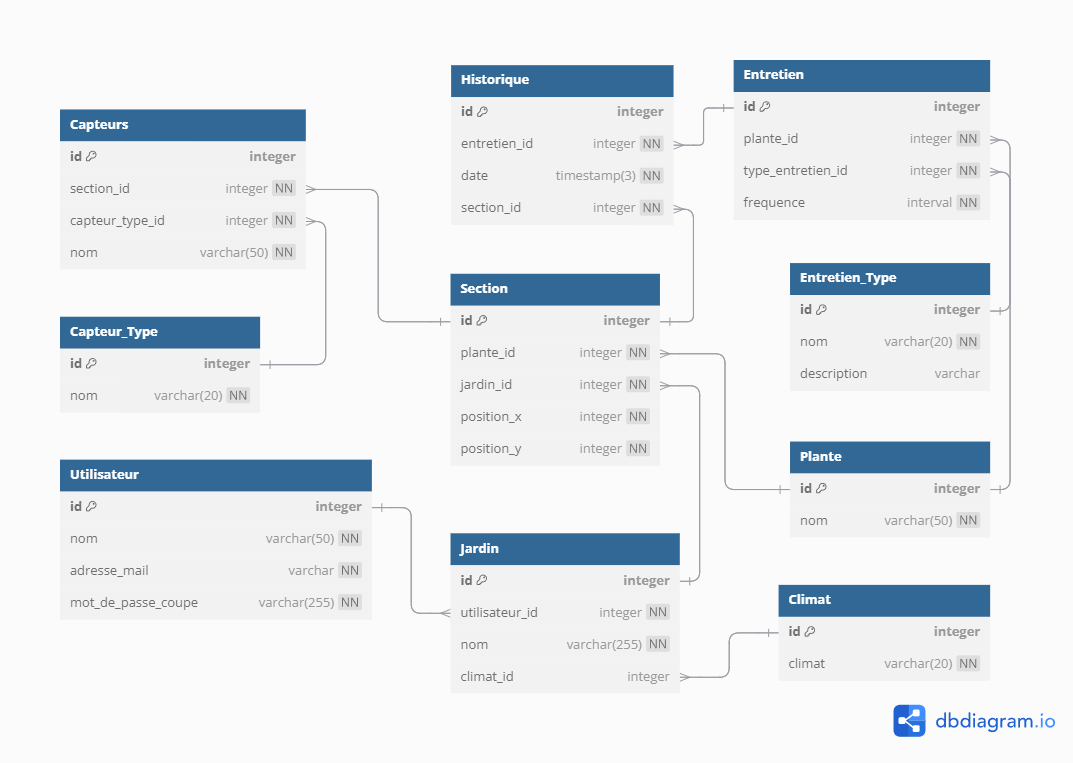 Capteurs
id integer
section_id integer NN
capteur_type_id integer NN
nom varchar(50) NN
Capteur_Type
id integer
nom varchar(20) NN
Utilisateur
id integer
nom varchar(50) NN
adresse_mail varchar NN
mot_de_passe_coupe varchar(255) NN
Historique
id integer
entretien_id integer NN
date timestamp(3) NN
section_id integer NN
Section
id integer
plante_id integer NN
jardin_id integer NN
position_x integer NN
position_y integer NN
Jardin
id integer
utilisateur_id integer NN
nom varchar(255) NN
climat_id integer
Entretien
id integer
plante_id integer NN
type_entretien_id integer NN
frequence interval NN
Entretien_Type
id integer
nom varchar(20) NN
description varchar
Plante
id integer
nom varchar(50) NN
Climat
id integer
climat varchar(20) NN
dbdiagram.io